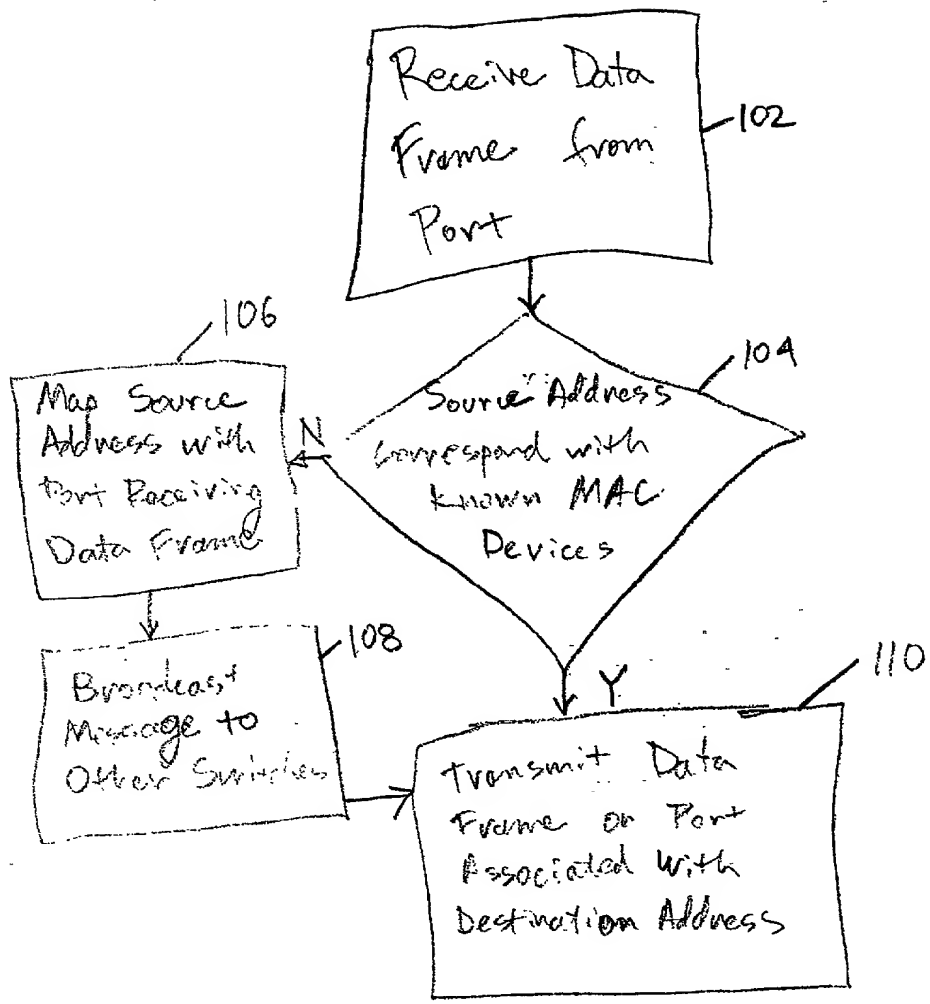 Receive Data
Frame from
Port
102
104
Source Address
correspond with
known MAC
Devices
N
106
Map Source
Address with
Port Receiving
Data Frame
108
Broadcast
Message to
Other Switches
Y
110
Transmit Data
Frame on Port
Associated with
Destination Address